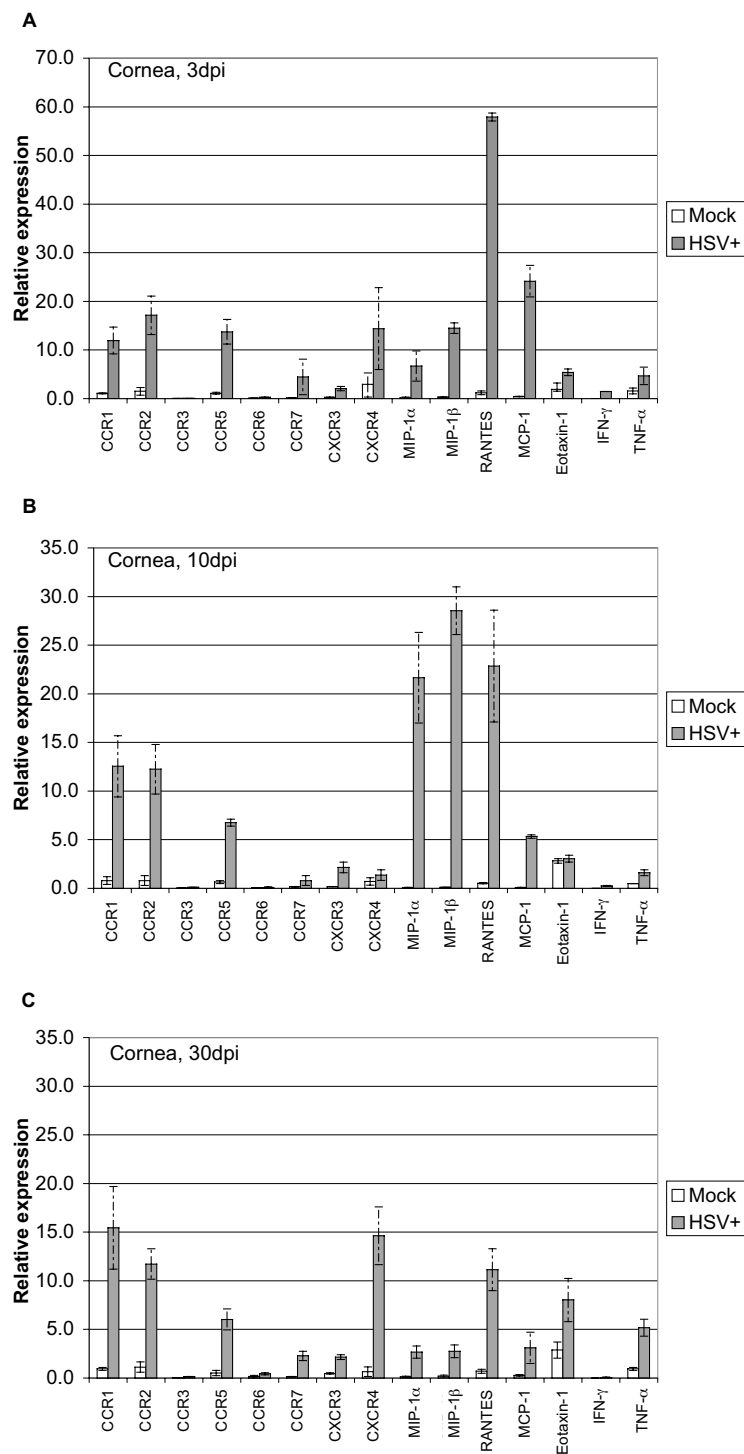 A
70.0
60.0
50.0
40.0
30.0
20.0
10.0
0.0
Relative expression
Cornea, 3dpi
Mock
HSV+
CCR1
CCR2
CCR3
CCR5
CCR6
CCR7
CXCR3
CXCR4
MIP-1α
MIP-1β
RANTES
MCP-1
Eotaxin-1
IFN-γ
TNF-α
B
35.0
30.0
25.0
20.0
15.0
10.0
5.0
0.0
Relative expression
Cornea, 10dpi
Mock
HSV+
CCR1
CCR2
CCR3
CCR5
CCR6
CCR7
CXCR3
CXCR4
MIP-1α
MIP-1β
RANTES
MCP-1
Eotaxin-1
IFN-γ
TNF-α
C
35.0
30.0
25.0
20.0
15.0
10.0
5.0
0.0
Relative expression
Cornea, 30dpi
Mock
HSV+
CCR1
CCR2
CCR3
CCR5
CCR6
CCR7
CXCR3
CXCR4
MIP-1α
MIP-1β
RANTES
MCP-1
Eotaxin-1
IFN-γ
TNF-α